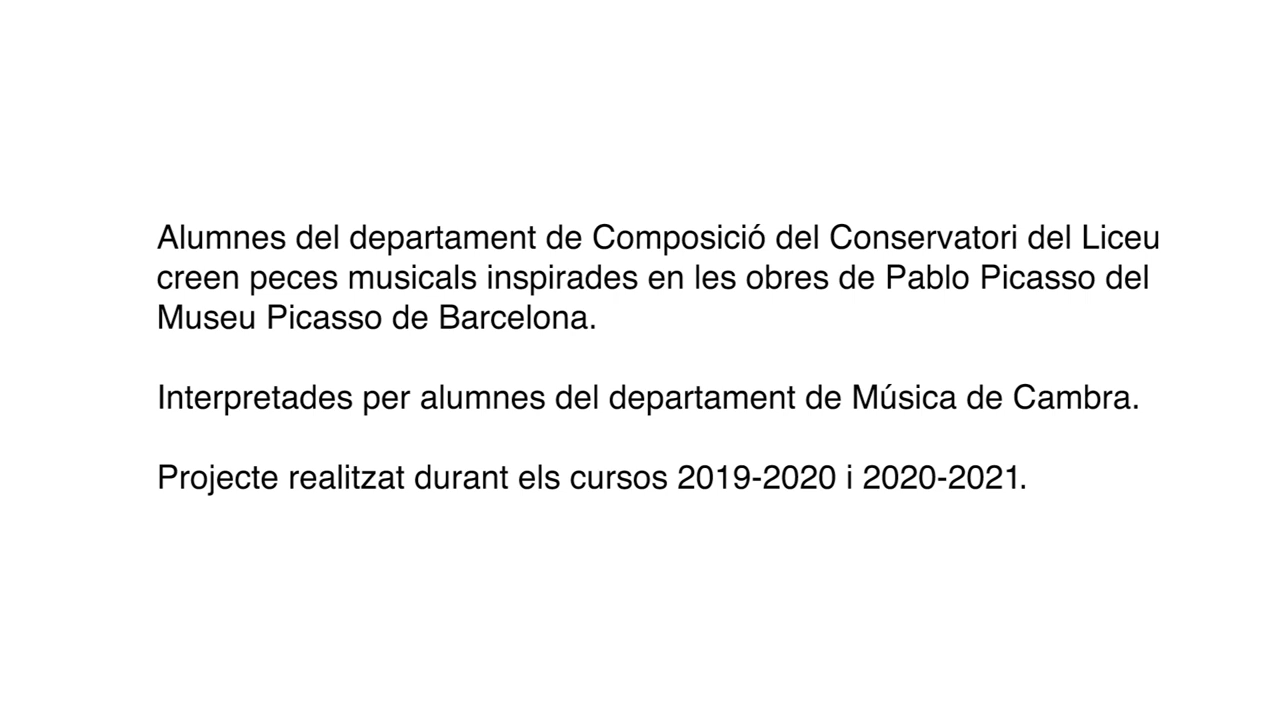 Alumnes del departament de Composició del Conservatori del Liceu
creen peces musicals inspirades en les obres de Pablo Picasso del
Museu Picasso de Barcelona.
Interpretades per alumnes del departament de Música de Cambra.
Projecte realitzat durant els cursos 2019-2020 i 2020-2021.